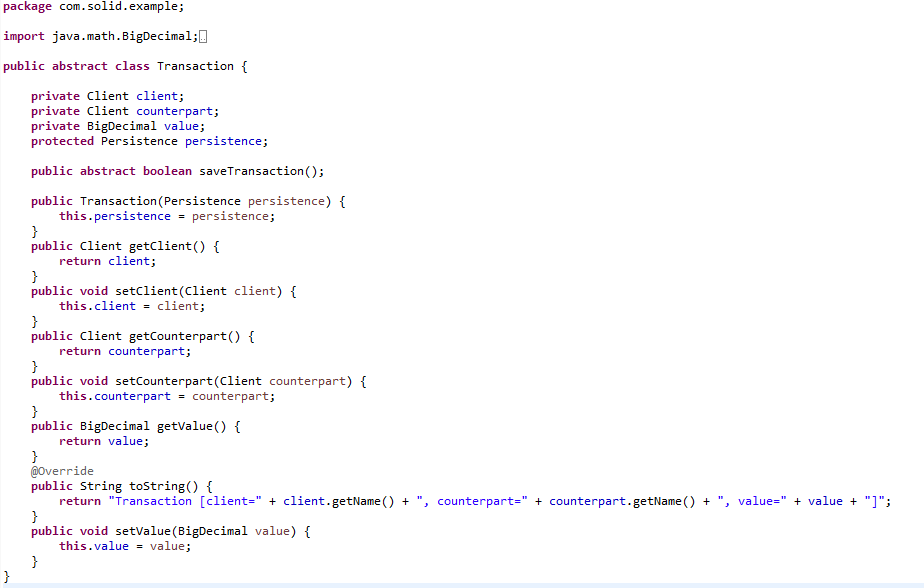 package com.solid.example;
import java.math.BigDecimal;
public abstract class Transaction {
private Client client;
private Client counterpart;
private BigDecimal value;
protected Persistence persistence;
public abstract boolean saveTransaction();
public Transaction(Persistence persistence) {
this.persistence = persistence;
}
public Client getClient() {
return client;
}
public void setClient(Client client) {
this.client = client;
}
public Client getCounterpart() {
return counterpart;
}
public void setCounterpart(Client counterpart) {
this.counterpart = counterpart;
}
public BigDecimal getValue() {
return value;
}
@Override
public String toString() {
return "Transaction [client=" + client.getName() + ", counterpart=" + counterpart.getName() + ", value=" + value + "]";
}
public void setValue(BigDecimal value) {
this.value = value;
}
}